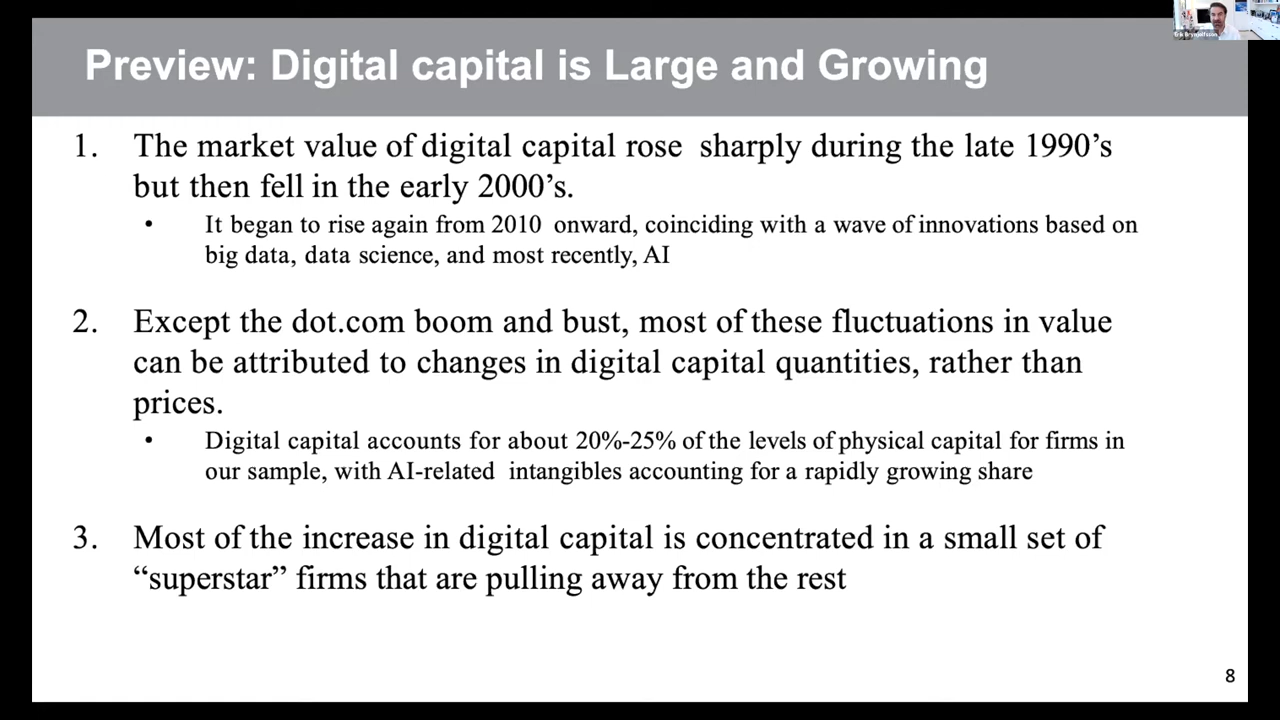 Erik Brynjolfsson
Preview: Digital capital is Large and Growing
1. The market value of digital capital rose  sharply during the late 1990’s
but then fell in the early 2000’s.
• It began to rise again from 2010  onward, coinciding with a wave of innovations based on
big data, data science, and most recently, AI
2. Except the dot.com boom and bust, most of these fluctuations in value
can be attributed to changes in digital capital quantities, rather than
prices.
• Digital capital accounts for about 20%-25% of the levels of physical capital for firms in
our sample, with AI-related  intangibles accounting for a rapidly growing share
3. Most of the increase in digital capital is concentrated in a small set of
“superstar” firms that are pulling away from the rest
8